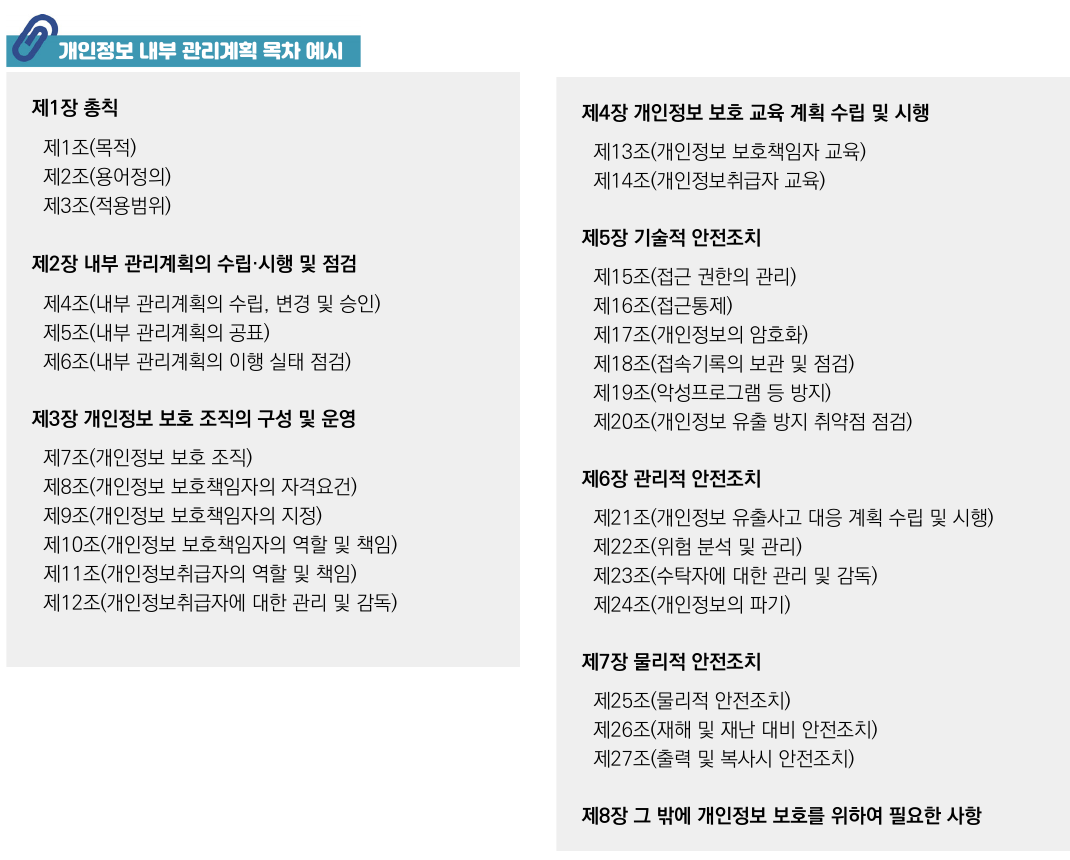 개인정보 내부 관리계획 목차 예시
제1장 총칙
제1조(목적)
제2조(용어정의)
제3조(적용범위)
제2장 내부 관리계획의 수립·시행 및 점검
제4조(내부 관리계획의 수립, 변경 및 승인)
제5조(내부 관리계획의 공표)
제6조(내부 관리계획의 이행 실태 점검)
제3장 개인정보 보호 조직의 구성 및 운영
제7조(개인정보 보호 조직)
제8조(개인정보 보호책임자의 자격요건)
제9조(개인정보 보호책임자의 지정)
제10조(개인정보 보호책임자의 역할 및 책임)
제11조(개인정보취급자의 역할 및 책임)
제12조(개인정보취급자에 대한 관리 및 감독)
제4장 개인정보 보호 교육 계획 수립 및 시행
제13조(개인정보 보호책임자 교육)
제14조(개인정보취급자 교육)
제5장 기술적 안전조치
제15조(접근 권한의 관리)
제16조(접근통제)
제17조(개인정보의 암호화)
제18조(접속기록의 보관 및 점검)
제19조(악성프로그램 등 방지)
제20조(개인정보 유출 방지 취약점 점검)
제6장 관리적 안전조치
제21조(개인정보 유출사고 대응 계획 수립 및 시행)
제22조(위험 분석 및 관리)
제23조(수탁자에 대한 관리 및 감독)
제24조(개인정보의 파기)
제7장 물리적 안전조치
제25조(물리적 안전조치)
제26조(재해 및 재난 대비 안전조치)
제27조(출력 및 복사시 안전조치)
제8장 그 밖에 개인정보 보호를 위하여 필요한 사항